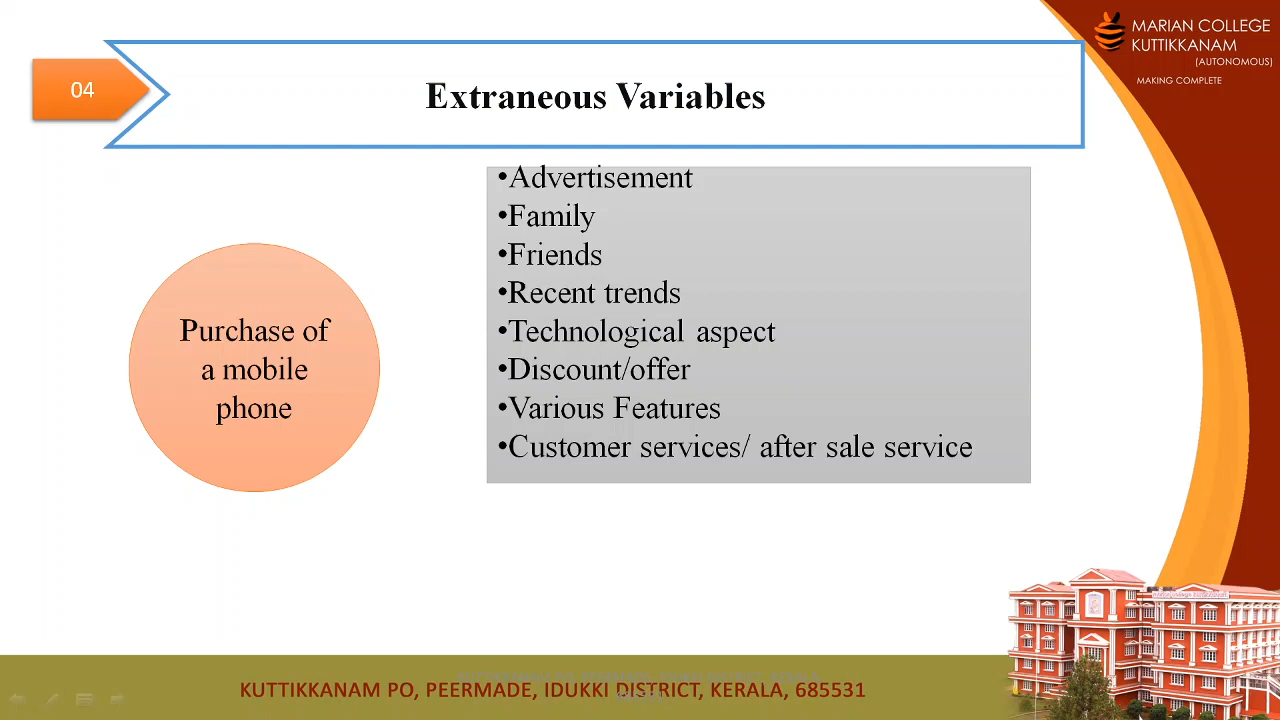 MARIAN COLLEGE
KUTTIKKANAM
(AUTONOMOUS)
MAKING COMPLETE
04
Extraneous Variables
•Advertisement
•Family
•Friends
•Recent trends
•Technological aspect
•Discount/offer
•Various Features
•Customer services/ after sale service
Purchase of
a mobile
phone
KUTTIKKANAM PO, PEERMADE, IDUKKI DISTRICT, KERALA, 685531